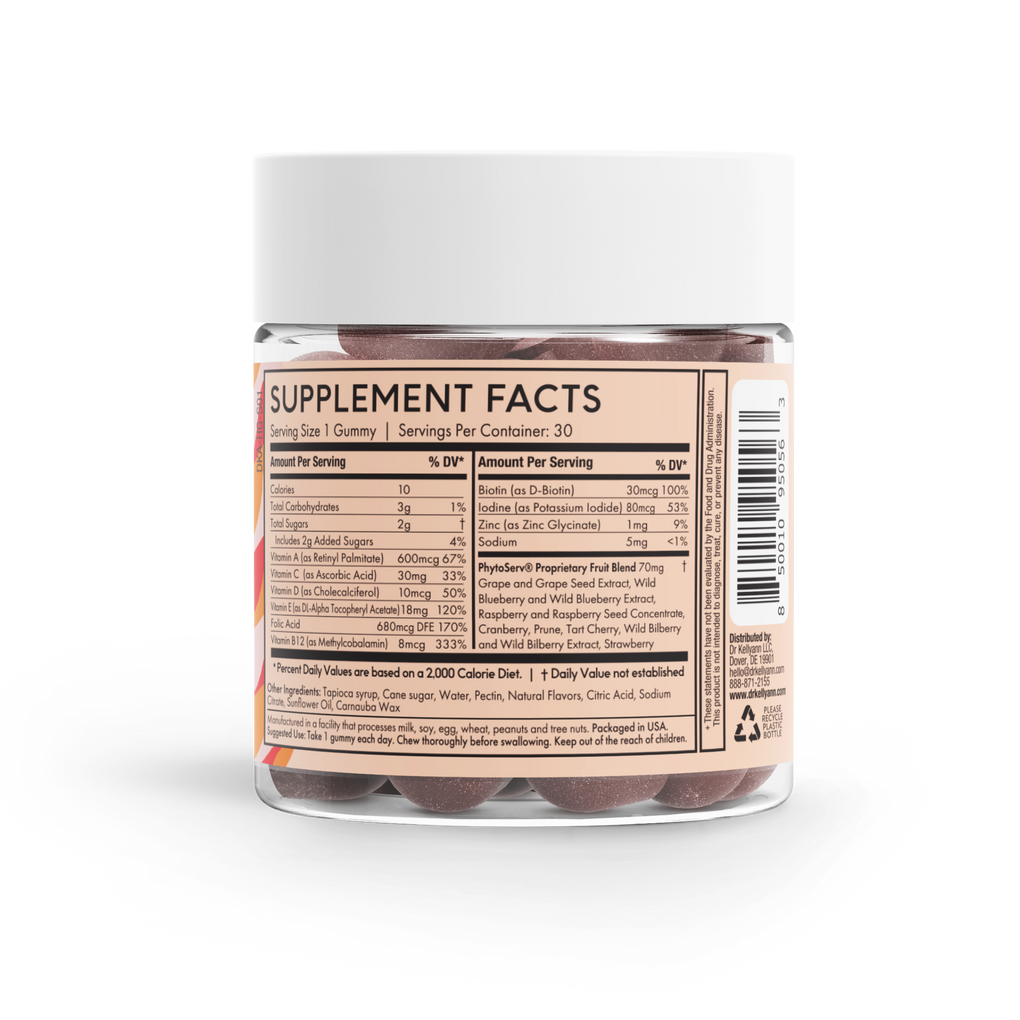 SUPPLEMENT FACTS
Serving Size 1 Gummy | Servings Per Container: 30
Amount Per Serving % DV*
Calories 10
Total Carbohydrates 3g 1%
Total Sugars 2g †
Includes 2g Added Sugars 4%
Vitamin A (as Retinyl Palmitate) 600mcg 67%
Vitamin C (as Ascorbic Acid) 30mg 33%
Vitamin D (as Cholecalciferol) 10mcg 50%
Vitamin E (as DL-Alpha Tocopheryl Acetate) 18mg 120%
Folic Acid 680mcg DFE 170%
Vitamin B12 (as Methylcobalamin) 8mcg 333%
Amount Per Serving % DV*
Biotin (as D-Biotin) 30mcg 100%
Iodine (as Potassium Iodide) 80mcg 53%
Zinc (as Zinc Glycinate) 1mg 9%
Sodium 5mg <1%
PhytoServ® Proprietary Fruit Blend 70mg †
Grape and Grape Seed Extract, Wild
Blueberry and Wild Blueberry Extract,
Raspberry and Raspberry Seed Concentrate,
Cranberry, Prune, Tart Cherry, Wild Bilberry
and Wild Bilberry Extract, Strawberry
*Percent Daily Values are based on a 2,000 Calorie Diet. | † Daily Value not established
Other Ingredients: Tapioca syrup, Cane sugar, Water, Pectin, Natural Flavors, Citric Acid, Sodium
Citrate, Sunflower Oil, Carnauba Wax
Manufactured in a facility that processes milk, soy, egg, wheat, peanuts and tree nuts. Packaged in USA.
Suggested Use: Take 1 gummy each day. Chew thoroughly before swallowing. Keep out of the reach of children.
* These statements have not been evaluated by the Food and Drug Administration.
This product is not intended to diagnose, treat, cure, or prevent any disease.
8 50010 95056 3
Distributed by:
Dr Kellyann LLC,
Dover, DE 19901
hello@drkellyann.com
888-871-2155
www.drkellyann.com
PLEASE
RECYCLE
PLASTIC
BOTTLE